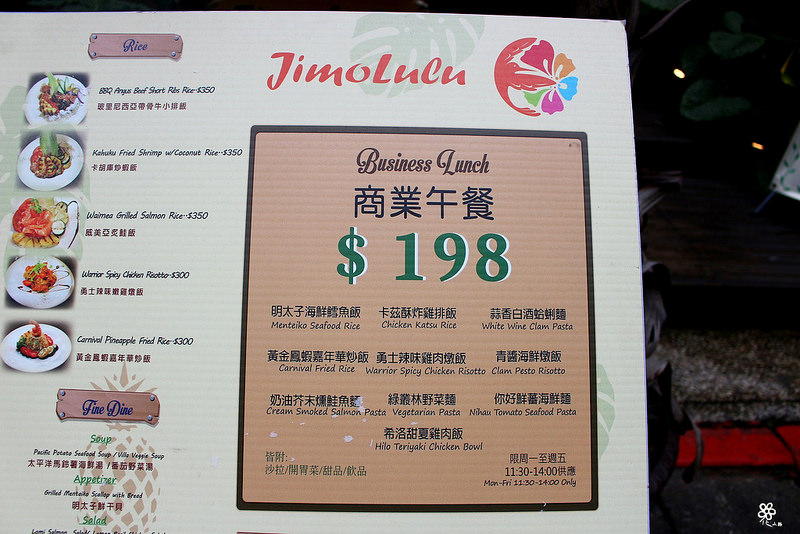 Rice
BBQ Angus Beef Short Ribs Rice-$350
玻里尼西亞帶骨牛小排飯
Kahuku Fried Shrimp w/Coconut Rice--$350
卡胡庫炒蝦飯
Waimea Grilled Salmon Rice--$350
威美亞炙鮭飯
Warrior Spicy Chicken Risotto-$300
勇士辣味嫩雞燉飯
Carnival Pineapple Fried Rice-$300
黃金鳳蝦嘉年華炒飯
Fine Dine
Soup
Pacific Potato Seafood Soup / Villa Veggie Soup
太平洋馬鈴薯海鮮湯 /番茄野菜湯
Appetizer
Grilled Mentaiko Scallop with Bread
明太子鮮干貝
Salad
JimoLulu
Business Lunch
商業午餐
$ 198
明太子海鮮鱈魚飯 卡茲酥炸雞排飯 蒜香白酒蛤蜊麵
Menteiko Seafood Rice Chicken Katsu Rice White Wine Clam Pasta
黃金鳳蝦嘉年華炒飯 勇士辣味雞肉燉飯 青醬海鮮燉飯
Carnival Fried Rice Warrior Spicy Chicken Risotto Clam Pesto Risotto
奶油芥末燻鮭魚麵 綠叢林野菜麵 你好鮮蕃海鮮麵
Cream Smoked Salmon Pasta Vegetarian Pasta Nihau Tomato Seafood Pasta
希洛甜夏雞肉飯
Hilo Teriyaki Chicken Bowl
皆附:
沙拉/開胃菜/甜品/飲品
限周一至週五
11:30-14:00供應
Mon-Fri 11:30-14:00 Only